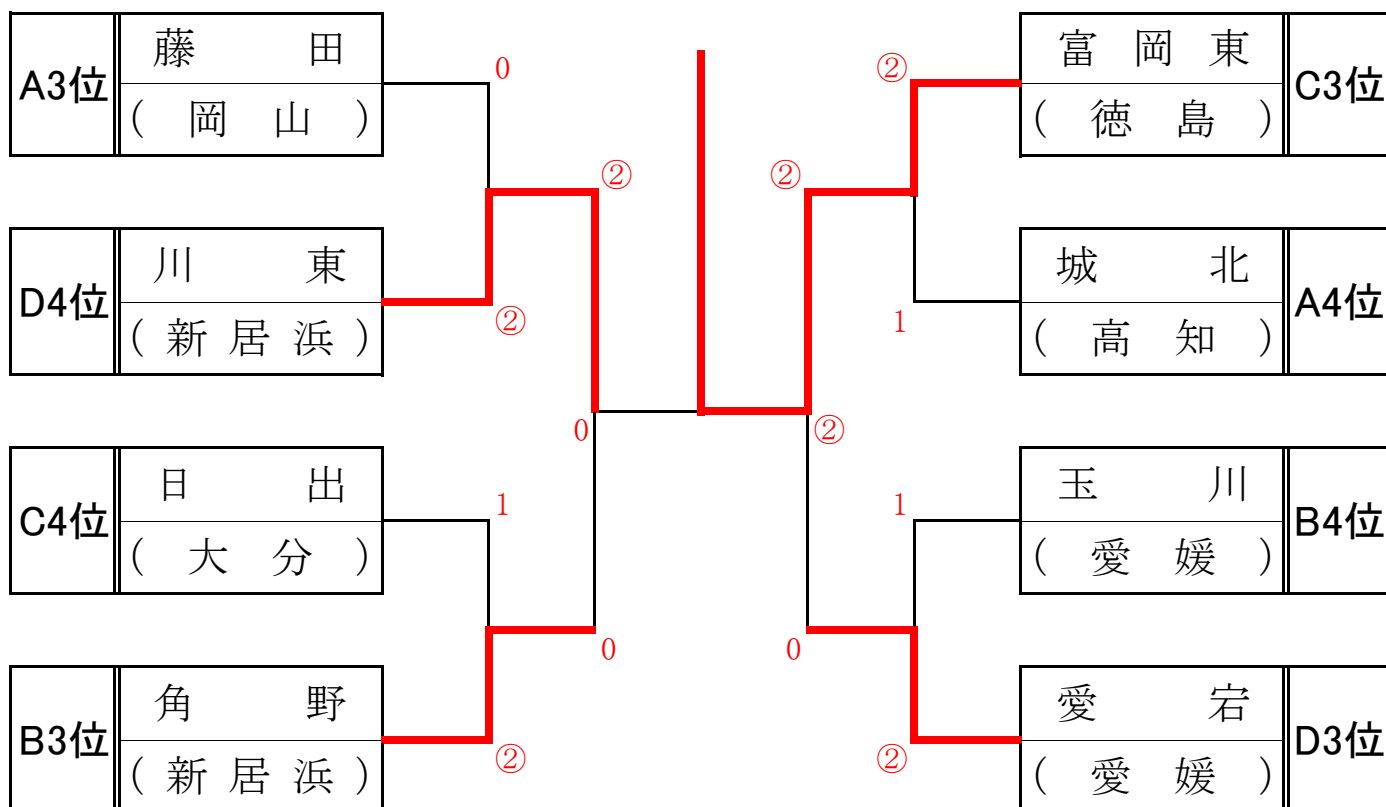 A3位 藤田
(岡山)
0
D4位 川東
(新居浜)
②
②
C4位 日出
(大分)
1
B3位 角野
(新居浜)
②
0
0
②
富岡東 C3位
(徳島)
②
城北 A4位
(高知)
1
②
玉川 B4位
(愛媛)
1
愛宕 D3位
(愛媛)
②
0